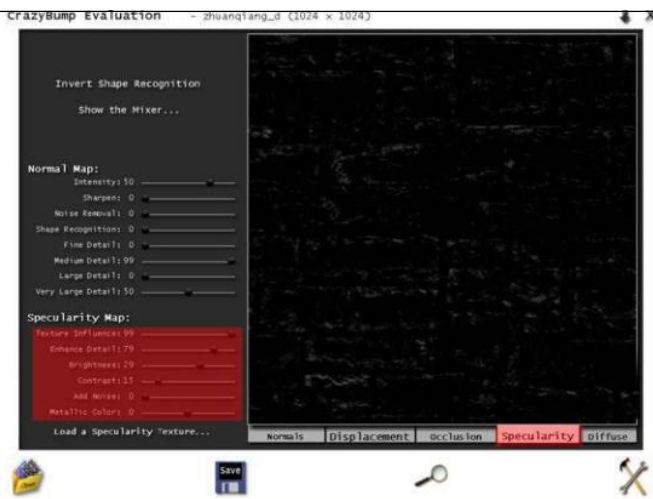 CrazyBump Evaluation - zhuanqiang_d (1024 x 1024)
Invert Shape Recognition
Show the Mixer...
Normal Map:
Intensity: 50
Sharpen: 0
Noise Removal: 0
Shape Recognition: 0
Fine Detail: 0
Medium Detail: 99
Large Detail: 0
Very Large Detail: 50
Specularity Map:
Texture Influence: 99
Enhance Detail: 79
Brightness: 29
Contrast: 15
Add Noise: 0
Metallic Color: 0
Load a Specularity Texture...
Normals Displacement Occlusion Specularity Diffuse
Open Save